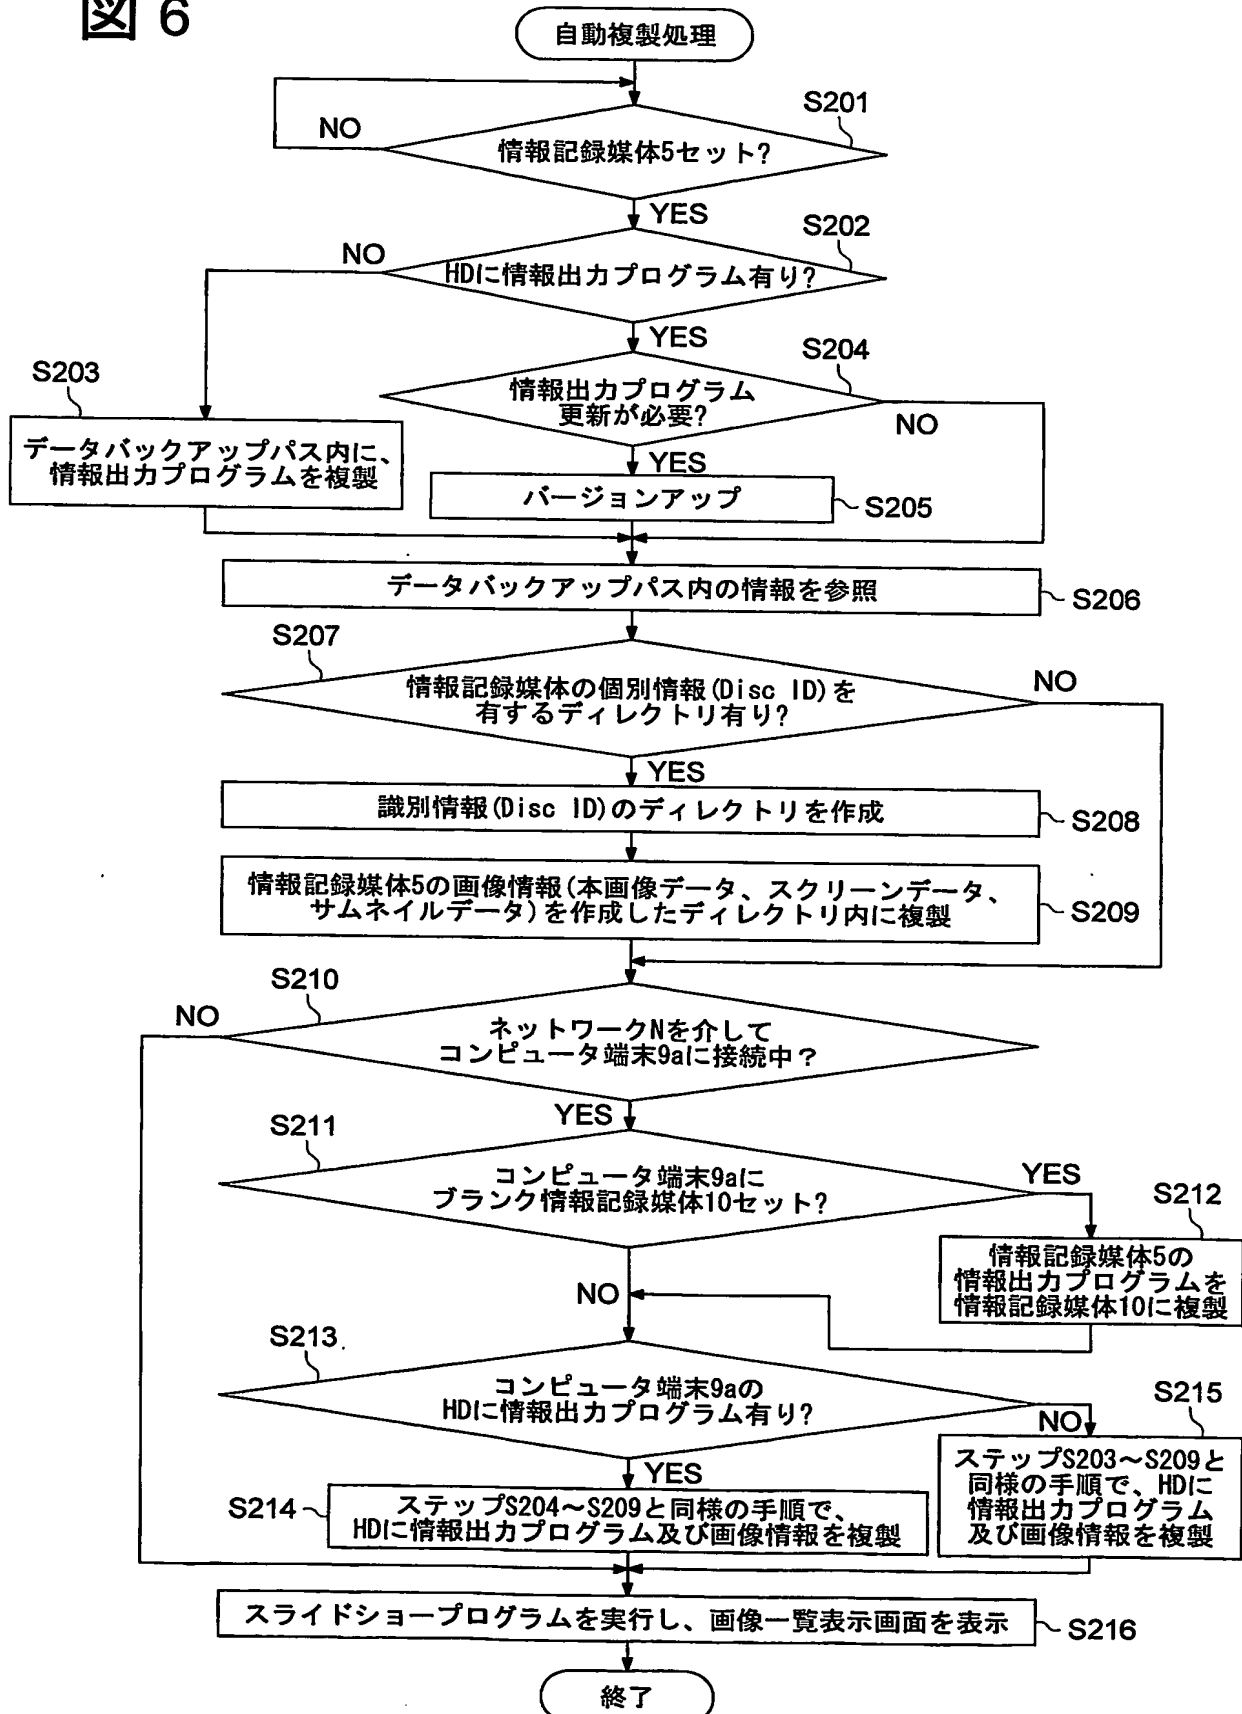 図6
自動複製処理
S201
NO
情報記録媒体5セット?
YES
S202
NO
HDに情報出力プログラム有り?
YES
S204
S203
情報出力プログラム
更新が必要?
NO
データバックアップパス内に、
情報出力プログラムを複製
YES
バージョンアップ
S205
データバックアップパス内の情報を参照
S206
S207
情報記録媒体の個別情報(Disc ID)を
有するディレクトリ有り?
NO
YES
識別情報(Disc ID)のディレクトリを作成
S208
情報記録媒体5の画像情報(本画像データ、スクリーンデータ、
サムネイルデータ)を作成したディレクトリ内に複製
S209
S210
NO
ネットワークNを介して
コンピュータ端末9aに接続中?
YES
S211
コンピュータ端末9aに
ブランク情報記録媒体10セット?
YES
S212
情報記録媒体5の
情報出力プログラムを
情報記録媒体10に複製
NO
S213
コンピュータ端末9aの
HDに情報出力プログラム有り?
S215
NO
ステップS203~S209と
同様の手順で、HDに
情報出力プログラム
及び画像情報を複製
YES
S214
ステップS204~S209と同様の手順で、
HDに情報出力プログラム及び画像情報を複製
スライドショープログラムを実行し、画像一覧表示画面を表示
S216
終了